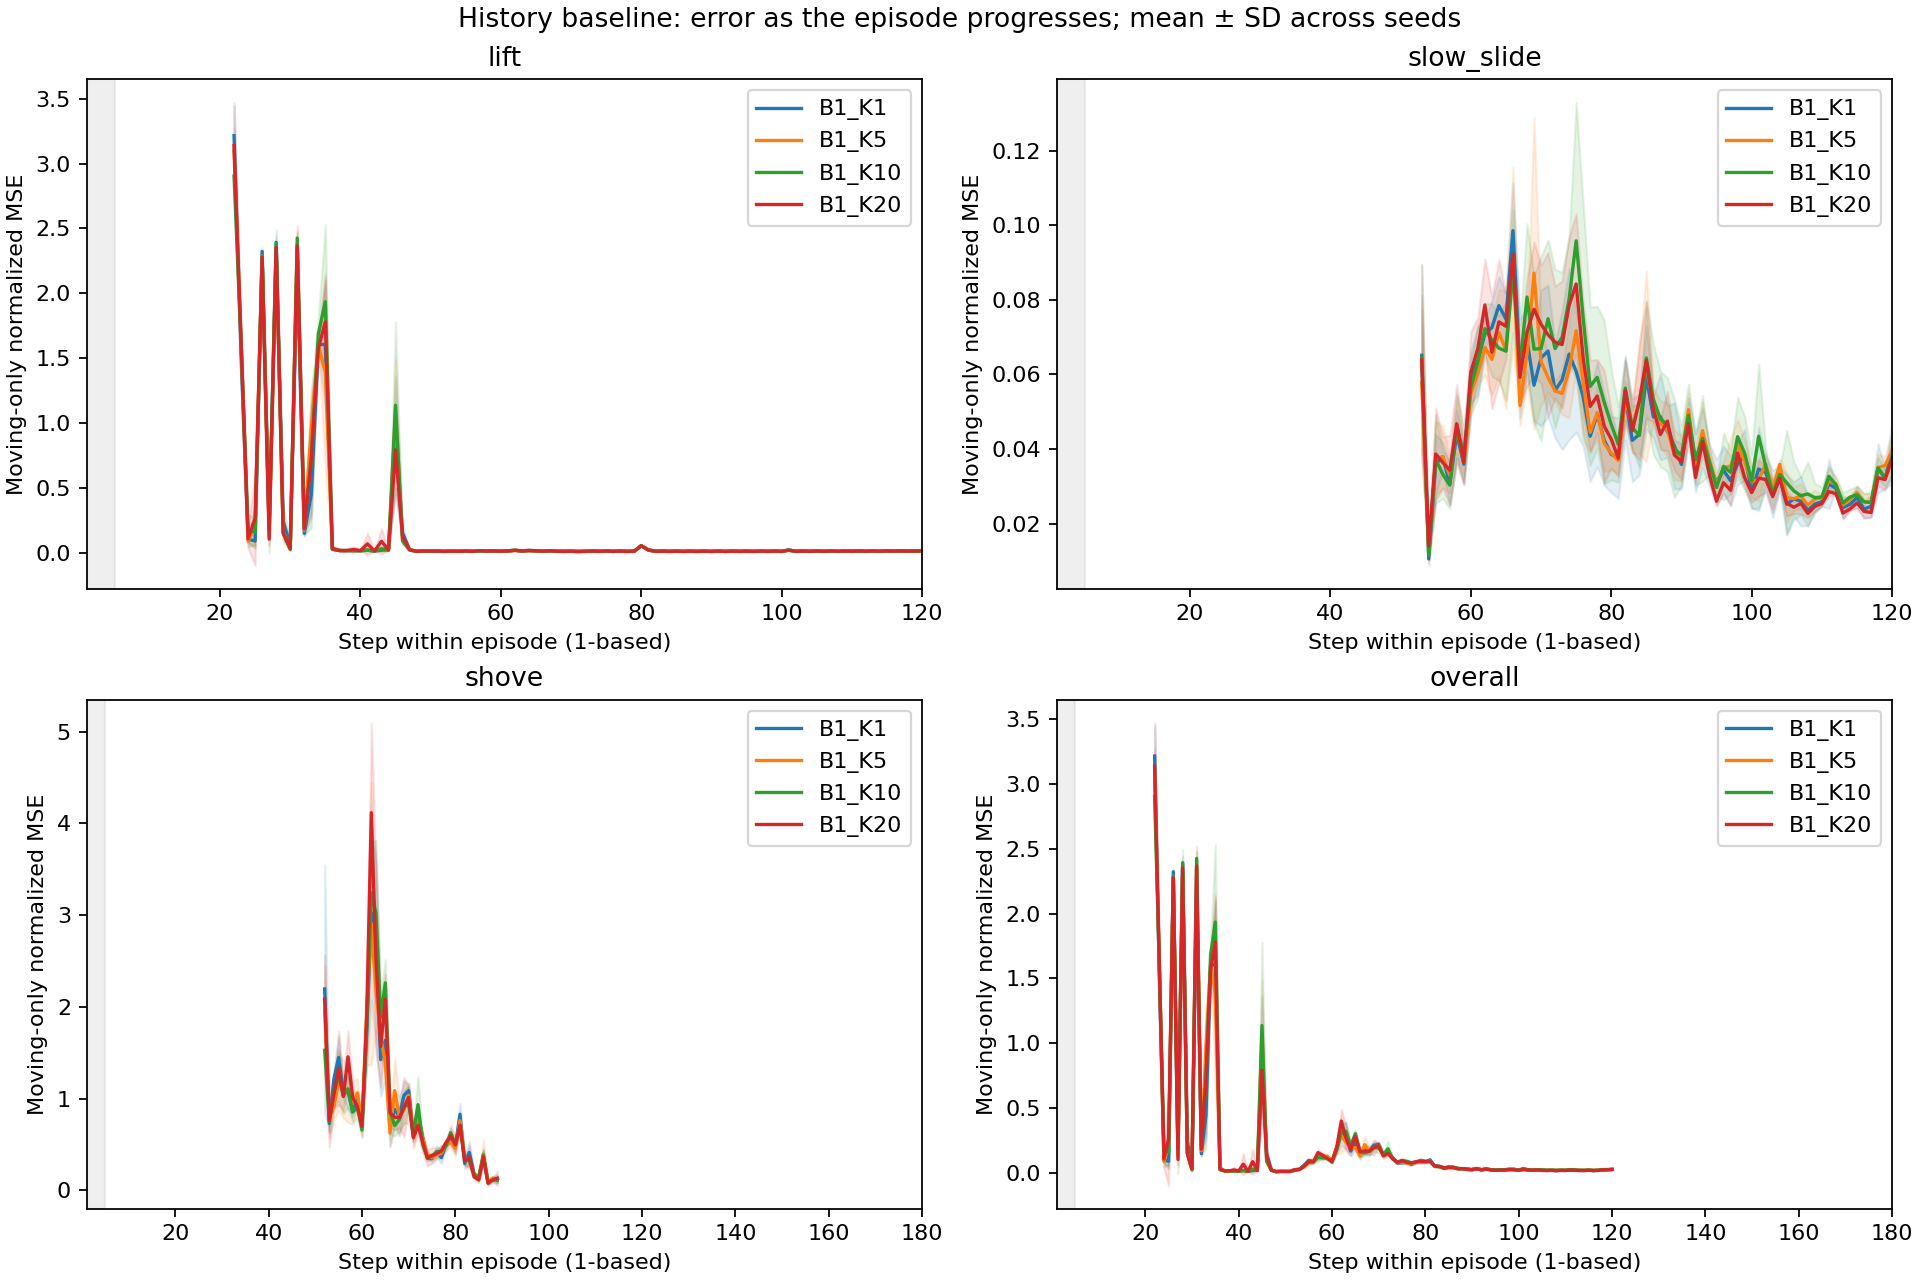 History baseline: error as the episode progresses; mean ± SD across seeds
lift
Moving-only normalized MSE
3.5
3.0
2.5
2.0
1.5
1.0
0.5
0.0
B1_K1
B1_K5
B1_K10
B1_K20
20 40 60 80 100 120
Step within episode (1-based)
slow_slide
Moving-only normalized MSE
0.12
0.10
0.08
0.06
0.04
0.02
B1_K1
B1_K5
B1_K10
B1_K20
20 40 60 80 100 120
Step within episode (1-based)
shove
Moving-only normalized MSE
5
4
3
2
1
0
B1_K1
B1_K5
B1_K10
B1_K20
20 40 60 80 100 120 140 160 180
Step within episode (1-based)
overall
Moving-only normalized MSE
3.5
3.0
2.5
2.0
1.5
1.0
0.5
0.0
B1_K1
B1_K5
B1_K10
B1_K20
20 40 60 80 100 120 140 160 180
Step within episode (1-based)